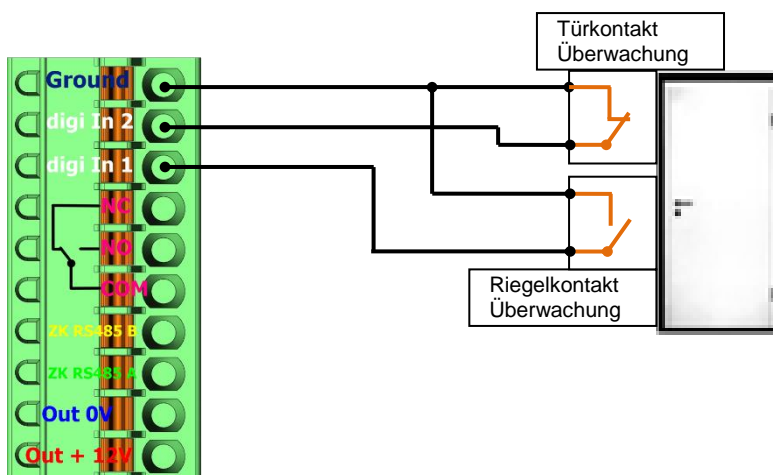 Türkontakt
Überwachung
Ground
digi In 2
digi In 1
NC
NO
COM
ZK RS485 B
ZK RS485 A
Out 0V
Out + 12V
Riegelkontakt
Überwachung